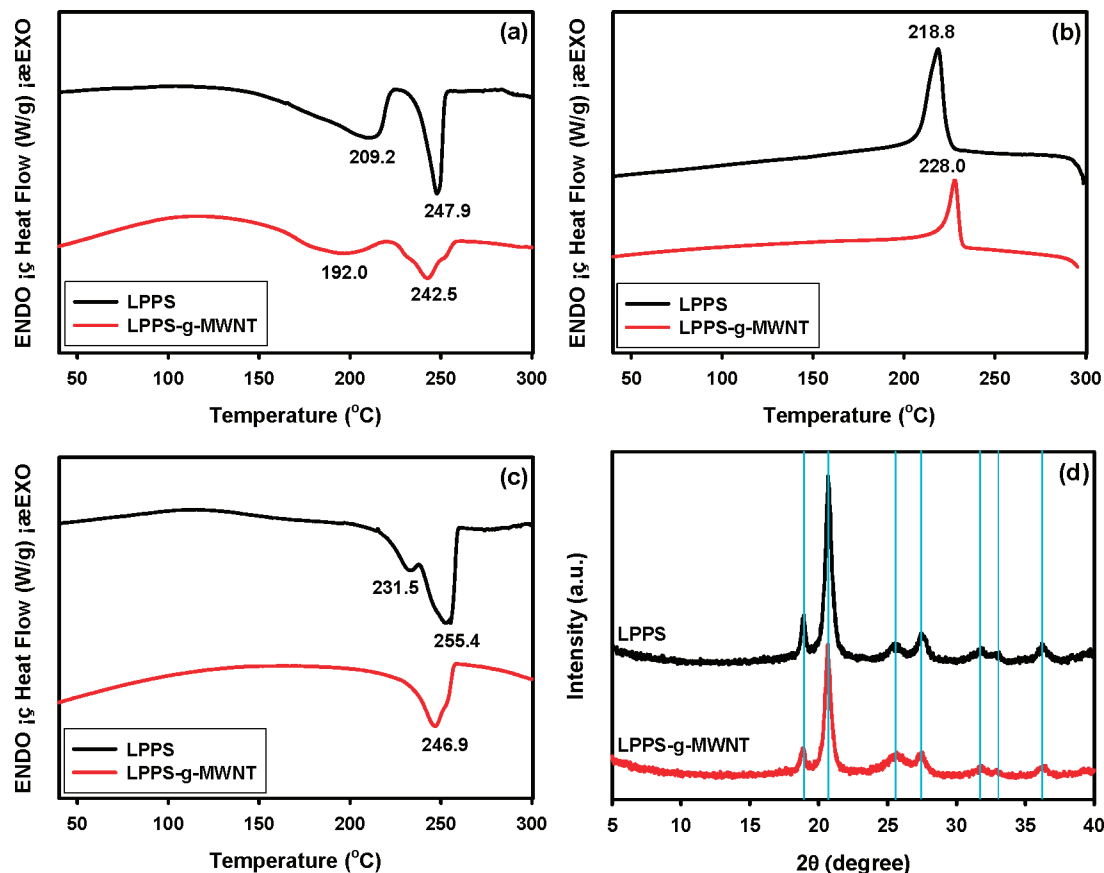 (a)
ENDO ¡ç Heat Flow (W/g) ¡æEXO
209.2
247.9
192.0
242.5
LPPS
LPPS-g-MWNT
50 100 150 200 250 300
Temperature (°C)
(b)
ENDO ¡ç Heat Flow (W/g) ¡æEXO
218.8
228.0
LPPS
LPPS-g-MWNT
50 100 150 200 250 300
Temperature (°C)
(c)
ENDO ¡ç Heat Flow (W/g) ¡æEXO
231.5
255.4
246.9
LPPS
LPPS-g-MWNT
50 100 150 200 250 300
Temperature (°C)
(d)
Intensity (a.u.)
LPPS
LPPS-g-MWNT
5 10 15 20 25 30 35 40
2θ (degree)